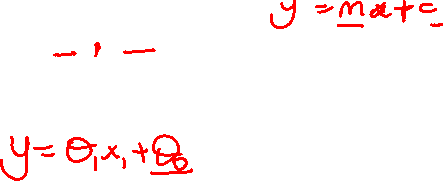 y = mx + c
— , —
y = θ₁x₁ + θ₀